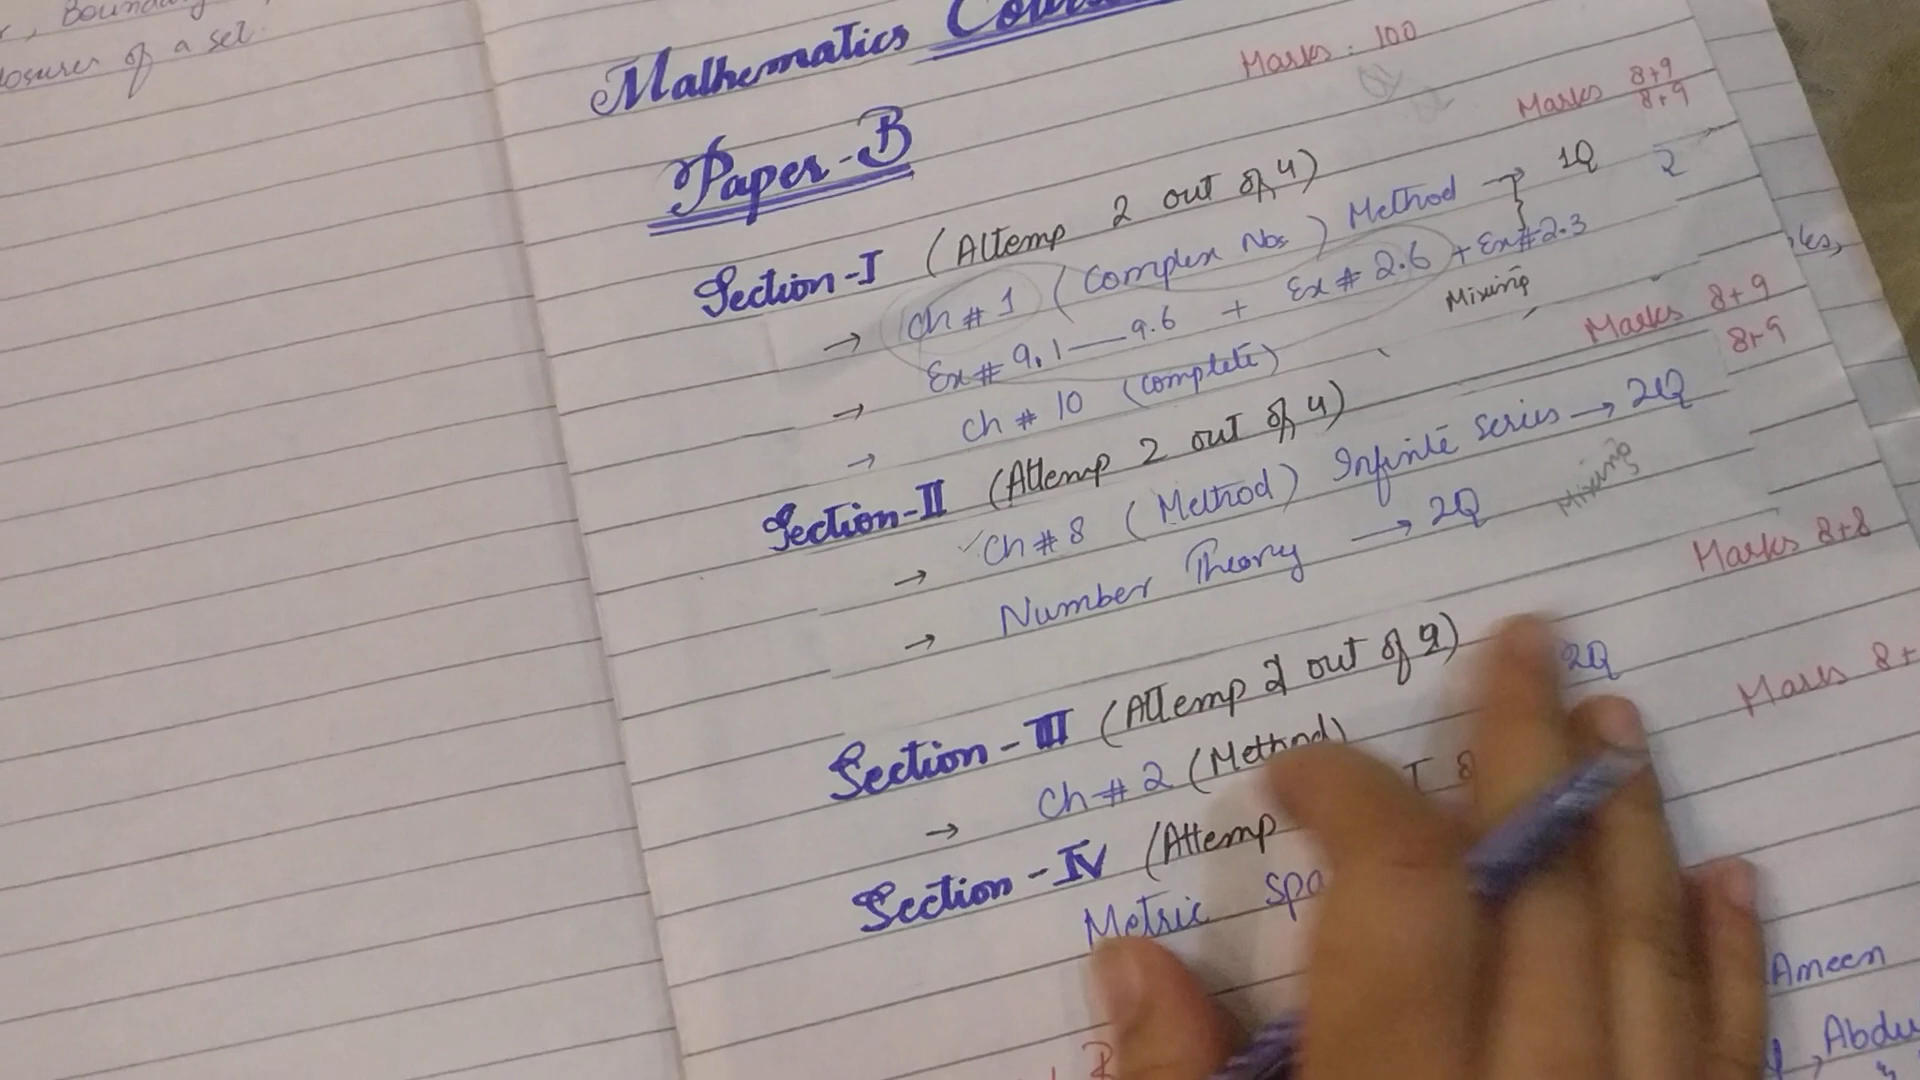 Boundary
losures of a set.
Mathematics
Marks: 100
Paper-B
Marks 8+9
8+9
Section-I (Attemp 2 out of 4)
→ Ch # 1 (Complex Nos) Method → 1Q 2
→ Ex # 9.1—9.6 + Ex # 2.6 + Ex # 2.3
Mixing
→ Ch # 10 (complete)
Marks 8+9
8+9
Section-II (Attemp 2 out of 4)
→ Ch # 8 (Method) Infinite series → 2Q
→ Number Theory → 2Q Mixing
Marks 8+8
Section-III (Attemp 2 out of 2)
→ Ch # 2 (Method) 2Q
Marks 8+
Section-IV (Attemp
Metric spa
Ameen
Abdu